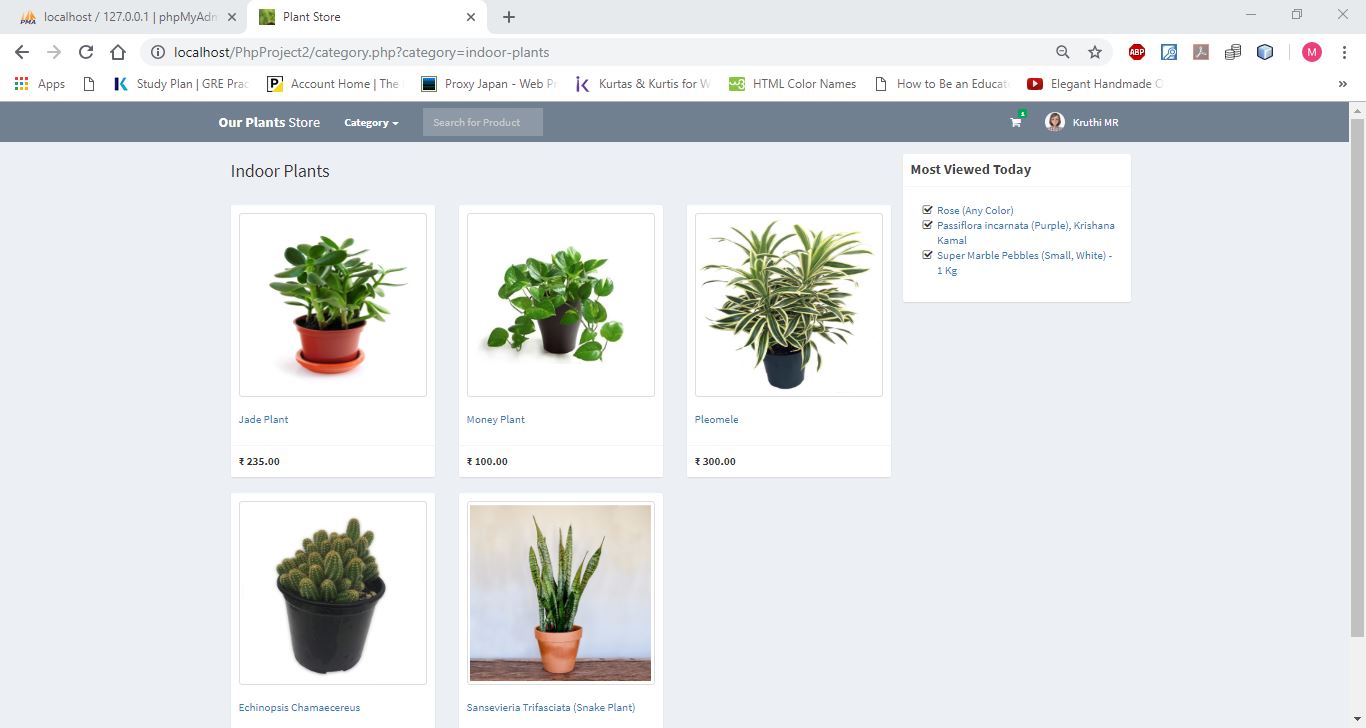 localhost / 127.0.0.1 | phpMyAdm
Plant Store
localhost/PhpProject2/category.php?category=indoor-plants
ABP
M
Apps
Study Plan | GRE Prac
Account Home | The
Proxy Japan - Web P
Kurtas & Kurtis for W
HTML Color Names
How to Be an Educat
Elegant Handmade C
Our Plants Store
Category
Search for Product
1
Kruthi MR
Indoor Plants
Most Viewed Today
Rose (Any Color)
Passiflora incarnata (Purple), Krishana
Kamal
Super Marble Pebbles (Small, White) -
1 Kg
Jade Plant
Money Plant
Pleomele
₹ 235.00
₹ 100.00
₹ 300.00
Echinopsis Chamaecereus
Sansevieria Trifasciata (Snake Plant)